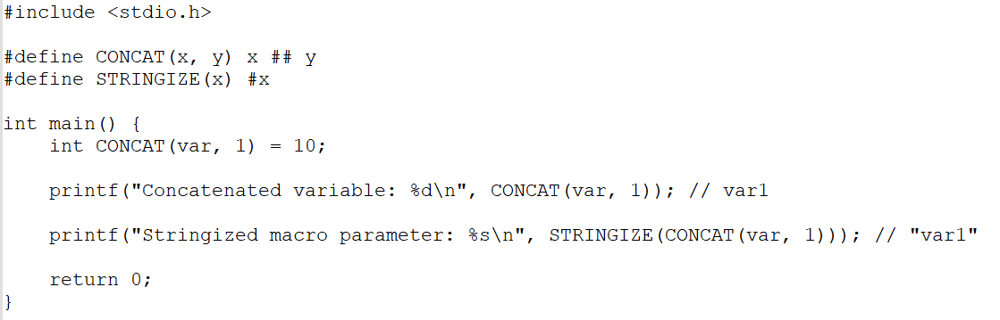 #include <stdio.h>

#define CONCAT(x, y) x ## y
#define STRINGIZE(x) #x

int main() {
    int CONCAT(var, 1) = 10;

    printf("Concatenated variable: %d\n", CONCAT(var, 1)); // var1

    printf("Stringized macro parameter: %s\n", STRINGIZE(CONCAT(var, 1))); // "var1"

    return 0;
}